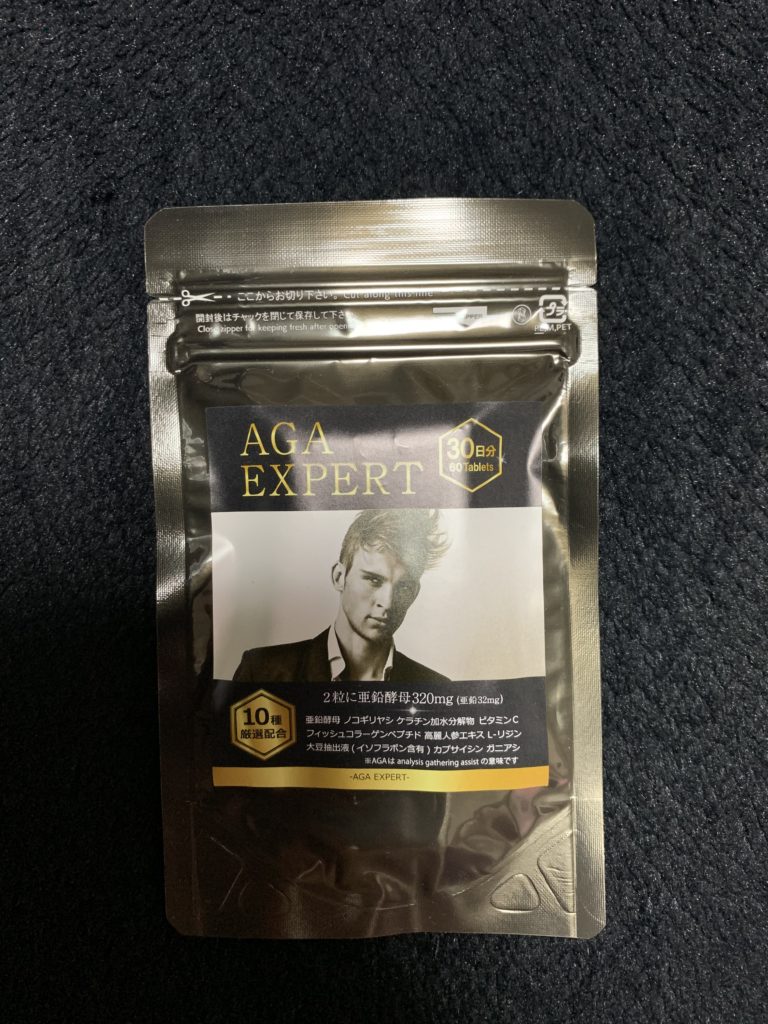 ここからお切り下さい。Cut along this line
開封後はチャックを閉じて保存して下さ
Close zipper for keeping fresh after
プラ
PE,M,PET
AGA
EXPERT
30日分
60Tablets
2粒に亜鉛酵母320mg (亜鉛32mg)
10種
厳選配合
亜鉛酵母 ノコギリヤシ ケラチン加水分解物 ビタミンC
フィッシュコラーゲンペプチド 高麗人参エキス L-リジン
大豆抽出液(イソフラボン含有) カプサイシン ガニアシ
※AGAは analysis gathering assist の意味です
-AGA EXPERT-